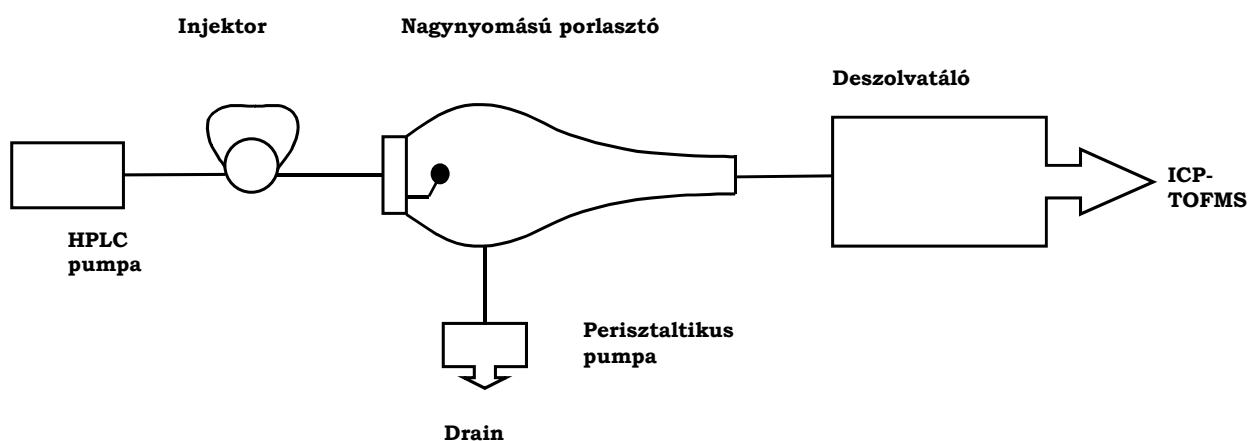 Injektor
Nagynyomású porlasztó
Deszolvatáló
ICP-
TOFMS
HPLC
pumpa
Perisztaltikus
pumpa
Drain